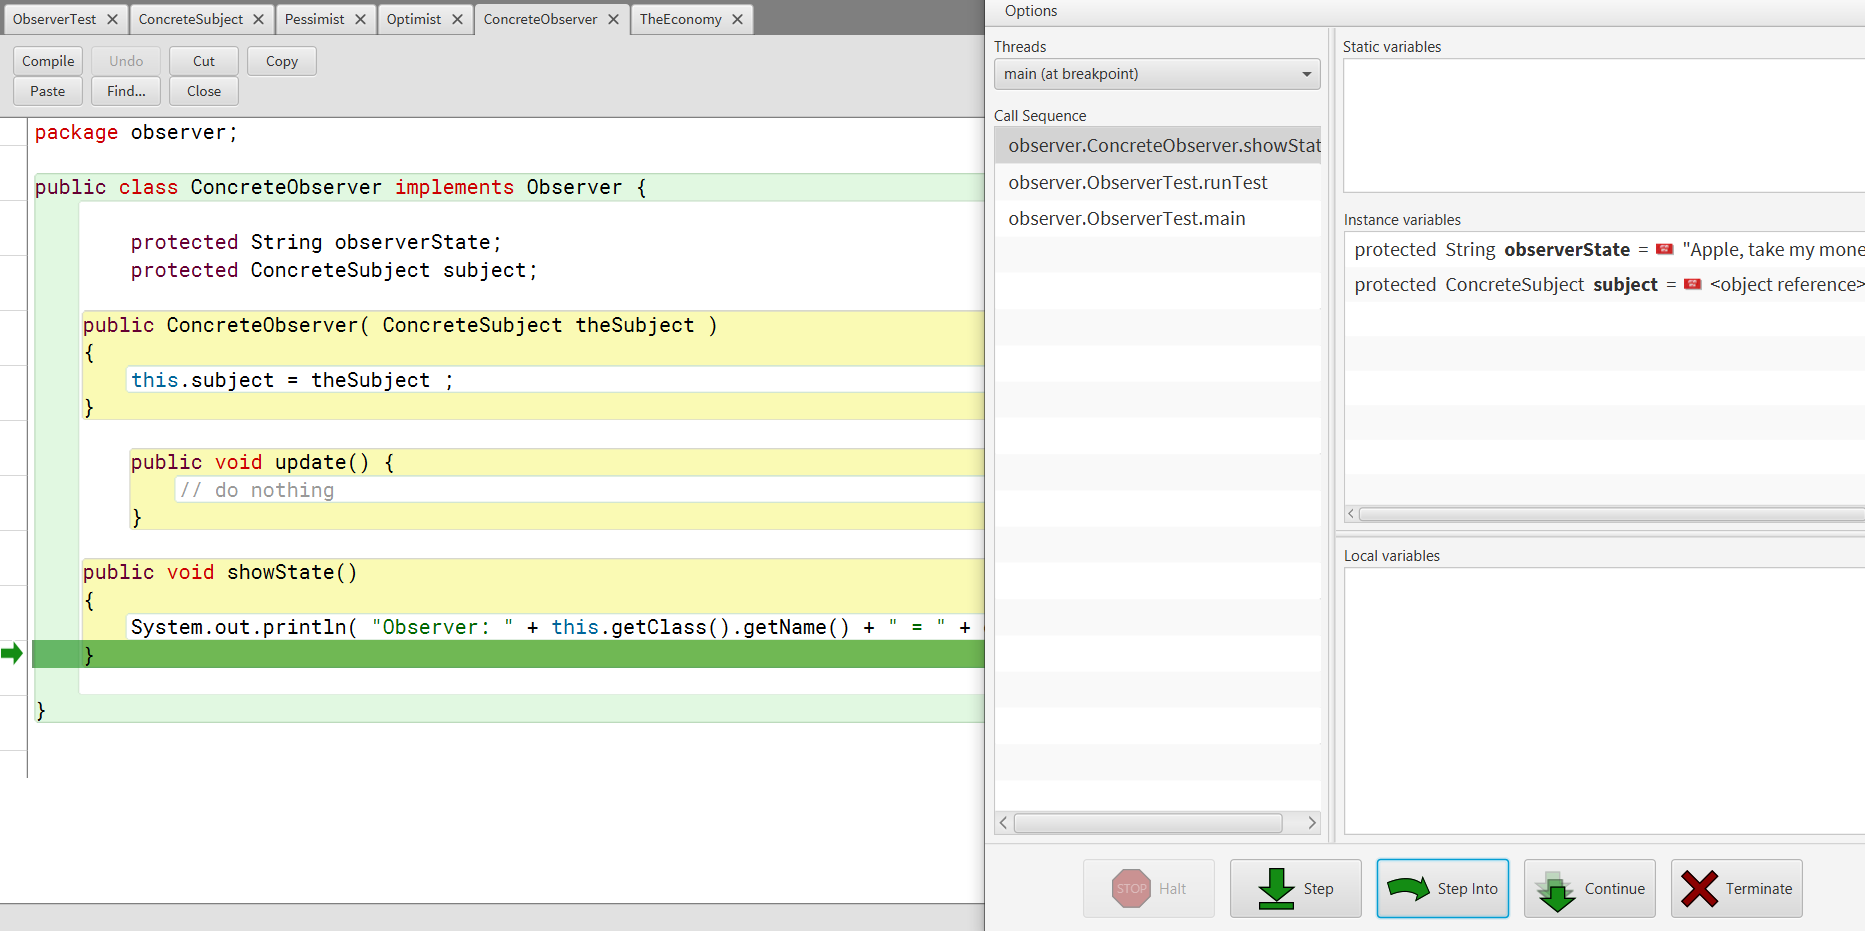 ObserverTest ConcreteSubject Pessimist Optimist ConcreteObserver TheEconomy
Compile Undo Cut Copy
Paste Find... Close
package observer;
public class ConcreteObserver implements Observer {
protected String observerState;
protected ConcreteSubject subject;
public ConcreteObserver( ConcreteSubject theSubject )
{
this.subject = theSubject ;
}
public void update() {
// do nothing
}
public void showState()
{
System.out.println( "Observer: " + this.getClass().getName() + " = " +
}
}
Options
Threads
main (at breakpoint)
Call Sequence
observer.ConcreteObserver.showStat
observer.ObserverTest.runTest
observer.ObserverTest.main
Static variables
Instance variables
protected String observerState = "Apple, take my mone
protected ConcreteSubject subject = <object reference>
Local variables
STOP Halt
Step
Step Into
Continue
Terminate